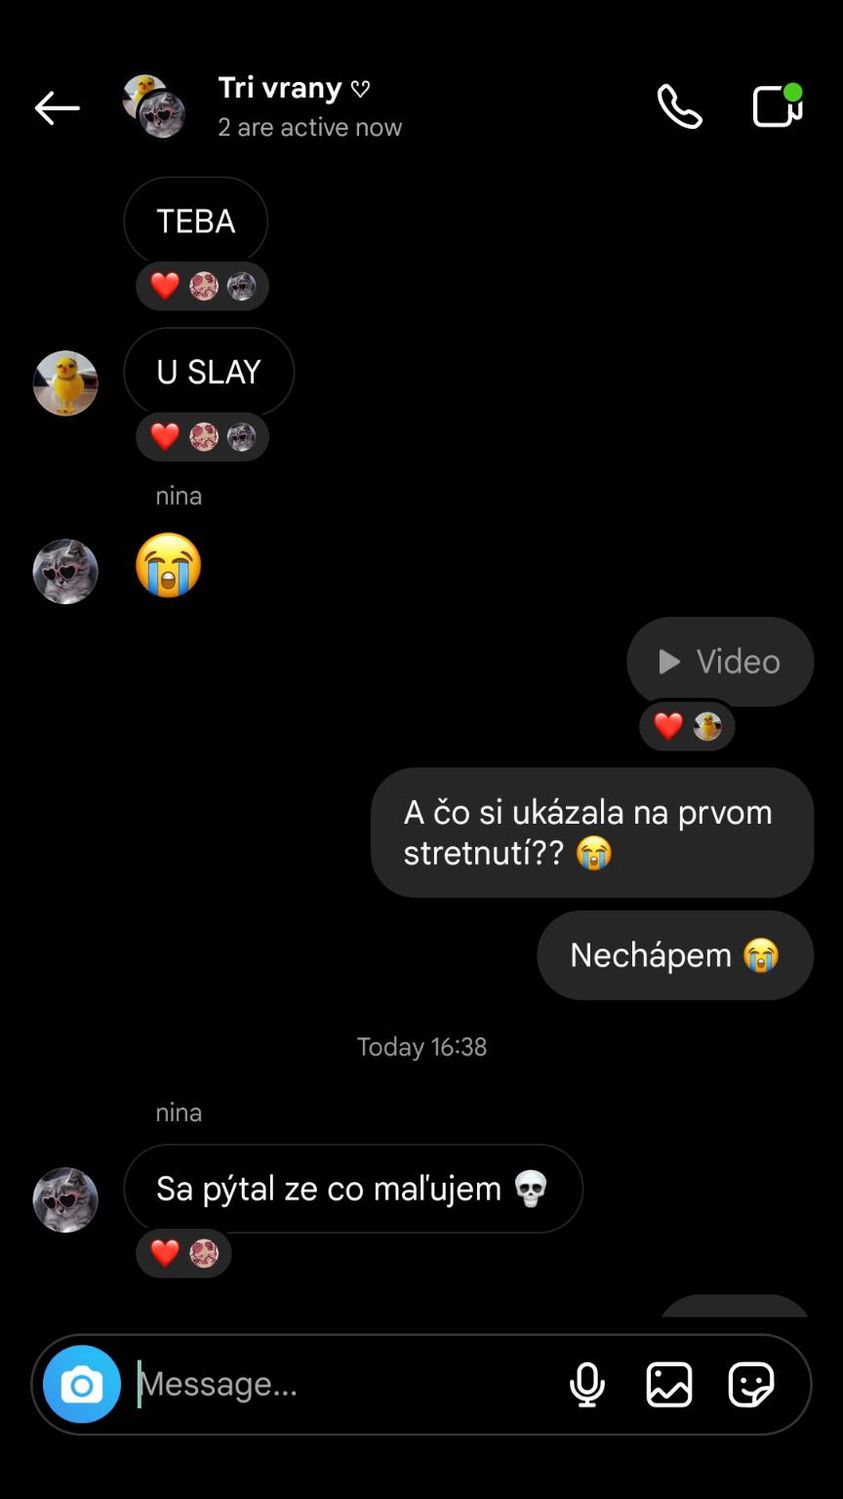 Tri vrany ♡
2 are active now
TEBA
❤️
U SLAY
❤️
nina
😭
▶ Video
❤️
A čo si ukázala na prvom
stretnutí?? 😭
Nechápem 😭
Today 16:38
nina
Sa pýtal ze co maľujem 💀
❤️
Message...